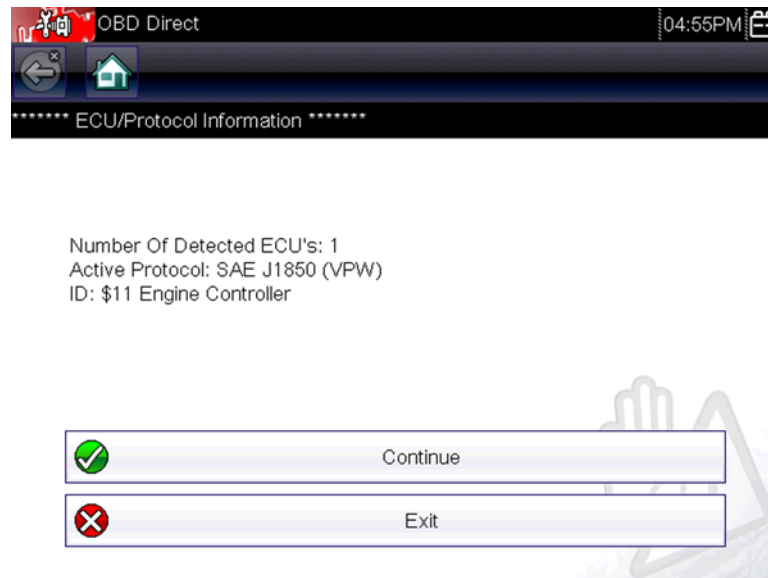 OBD Direct
04:55PM
******* ECU/Protocol Information *******
Number Of Detected ECU's: 1
Active Protocol: SAE J1850 (VPW)
ID: $11 Engine Controller
Continue
Exit